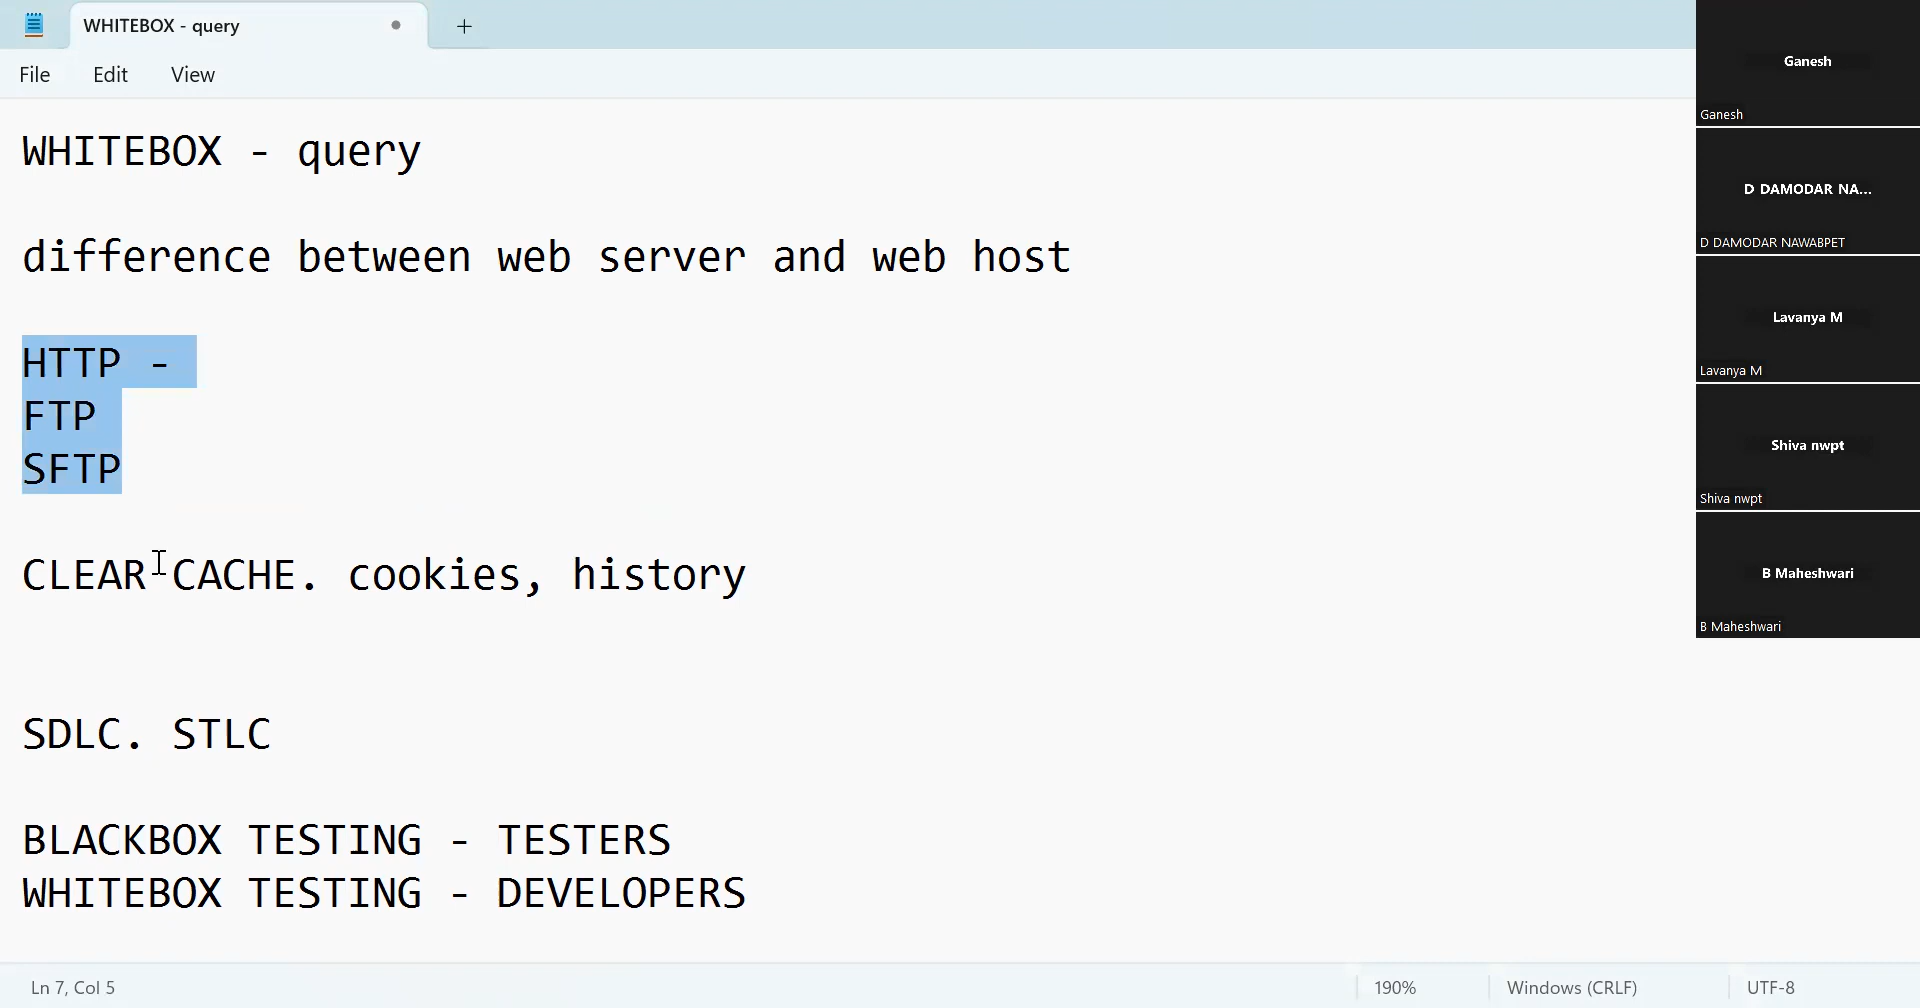 WHITEBOX - query
File Edit View
WHITEBOX - query
difference between web server and web host
HTTP -
FTP
SFTP
CLEAR CACHE. cookies, history
SDLC. STLC
BLACKBOX TESTING - TESTERS
WHITEBOX TESTING - DEVELOPERS
Ln 7, Col 5
190%
Windows (CRLF)
UTF-8
Ganesh
Ganesh
D DAMODAR NA...
D DAMODAR NAWABPET
Lavanya M
Lavanya M
Shiva nwpt
Shiva nwpt
B Maheshwari
B Maheshwari